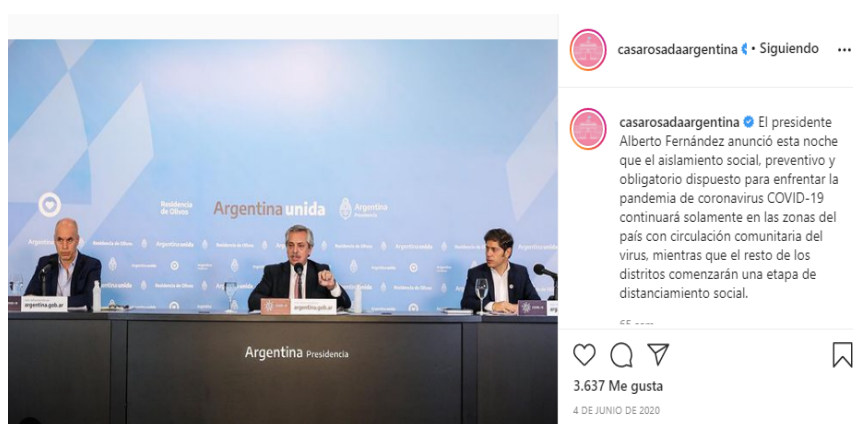 casarosadaargentina • Siguiendo
casarosadaargentina El presidente
Alberto Fernández anunció esta noche
que el aislamiento social, preventivo y
obligatorio dispuesto para enfrentar la
pandemia de coronavirus COVID-19
continuará solamente en las zonas del
país con circulación comunitaria del
virus, mientras que el resto de los
distritos comenzarán una etapa de
distanciamiento social.
3.637 Me gusta
4 DE JUNIO DE 2020
Residencia
de Olivos
Argentina unida
Argentina
Presidencia
argentina.gob.ar
argentina.gob.ar
Argentina Presidencia